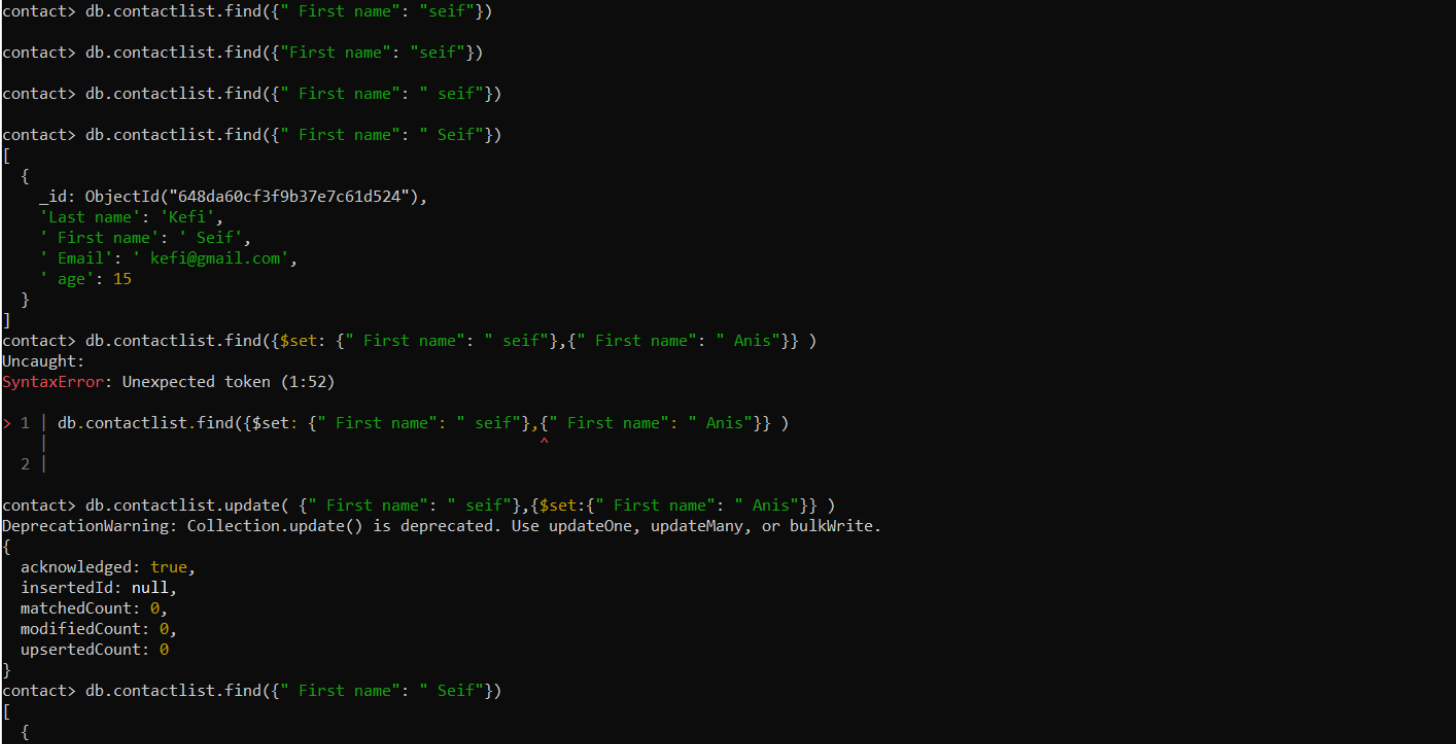 contact> db.contactlist.find({" First name": "seif"})
contact> db.contactlist.find({"First name": "seif"})
contact> db.contactlist.find({" First name": " seif"})
contact> db.contactlist.find({" First name": " Seif"})
[
  {
    _id: ObjectId("648da60cf3f9b37e7c61d524"),
    'Last name': 'Kefi',
    ' First name': ' Seif',
    ' Email': ' kefi@gmail.com',
    ' age': 15
  }
]
contact> db.contactlist.find({$set: {" First name": " seif"},{" First name": " Anis"}} )
Uncaught:
SyntaxError: Unexpected token (1:52)
> 1 | db.contactlist.find({$set: {" First name": " seif"},{" First name": " Anis"}} )
    |                                                     ^
  2 |
contact> db.contactlist.update( {" First name": " seif"},{$set:{" First name": " Anis"}} )
DeprecationWarning: Collection.update() is deprecated. Use updateOne, updateMany, or bulkWrite.
{
  acknowledged: true,
  insertedId: null,
  matchedCount: 0,
  modifiedCount: 0,
  upsertedCount: 0
}
contact> db.contactlist.find({" First name": " Seif"})
[
  {